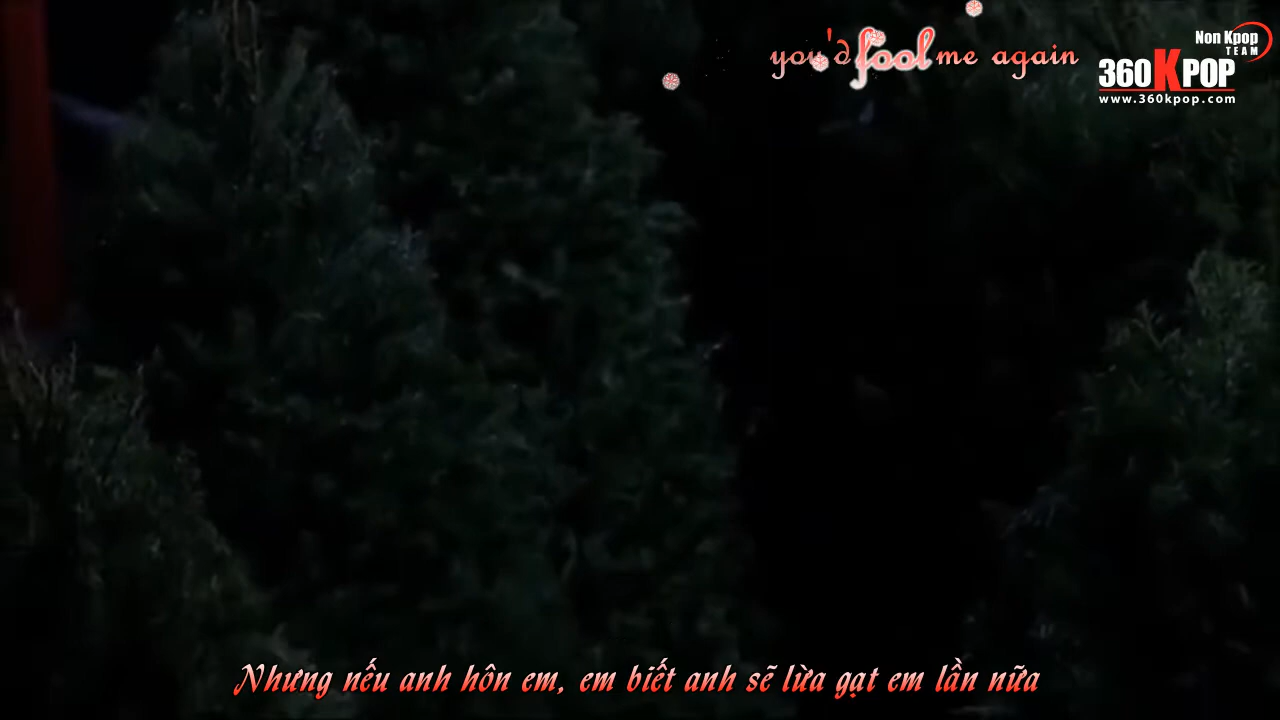 you'd fool me again
Non Kpop
TEAM
360KPOP
www.360kpop.com
Nhưng nếu anh hôn em, em biết anh sẽ lừa gạt em lần nữa